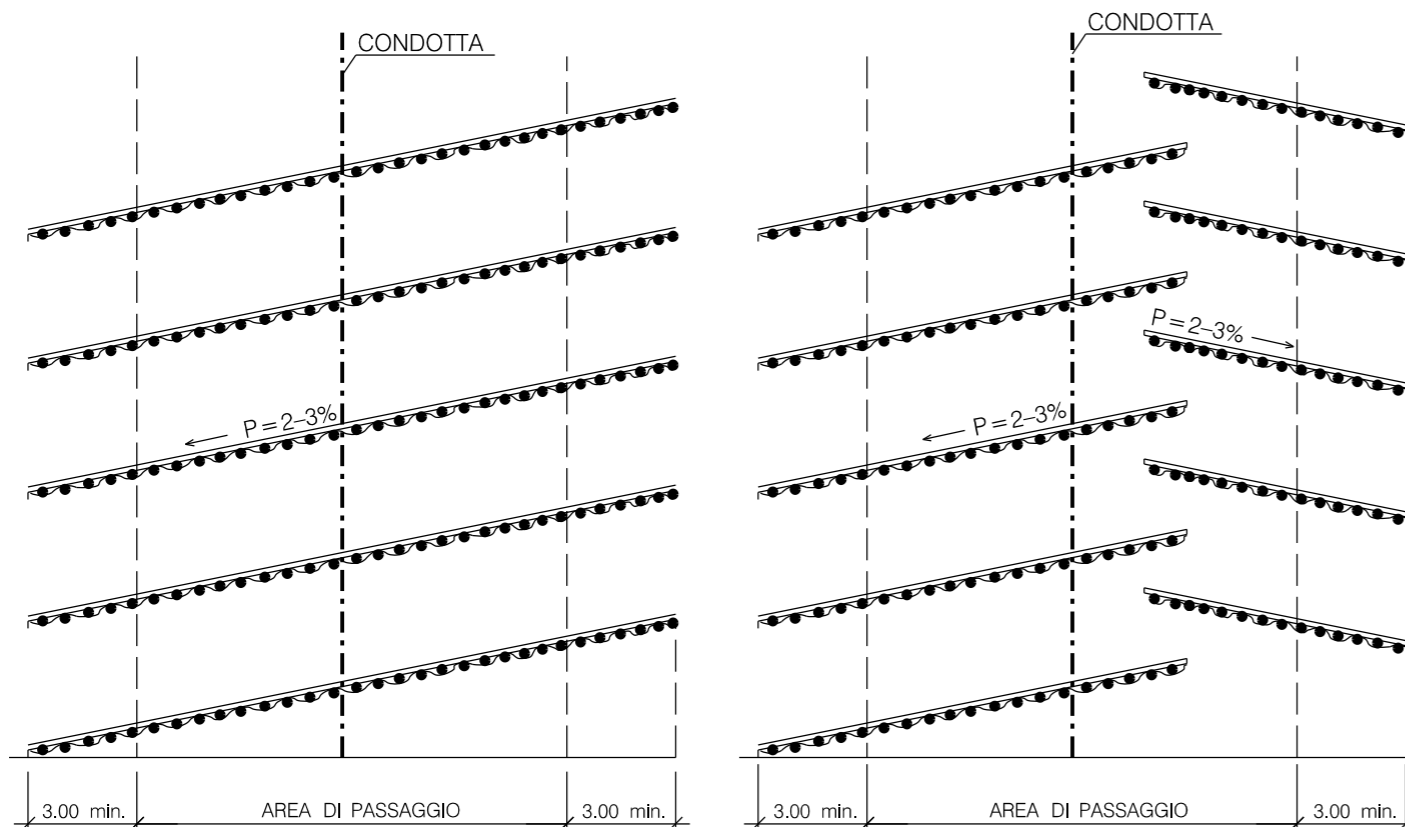 CONDOTTA
CONDOTTA
P=2–3%
P=2–3%
P=2–3%
3.00 min.
AREA DI PASSAGGIO
3.00 min.
3.00 min.
AREA DI PASSAGGIO
3.00 min.